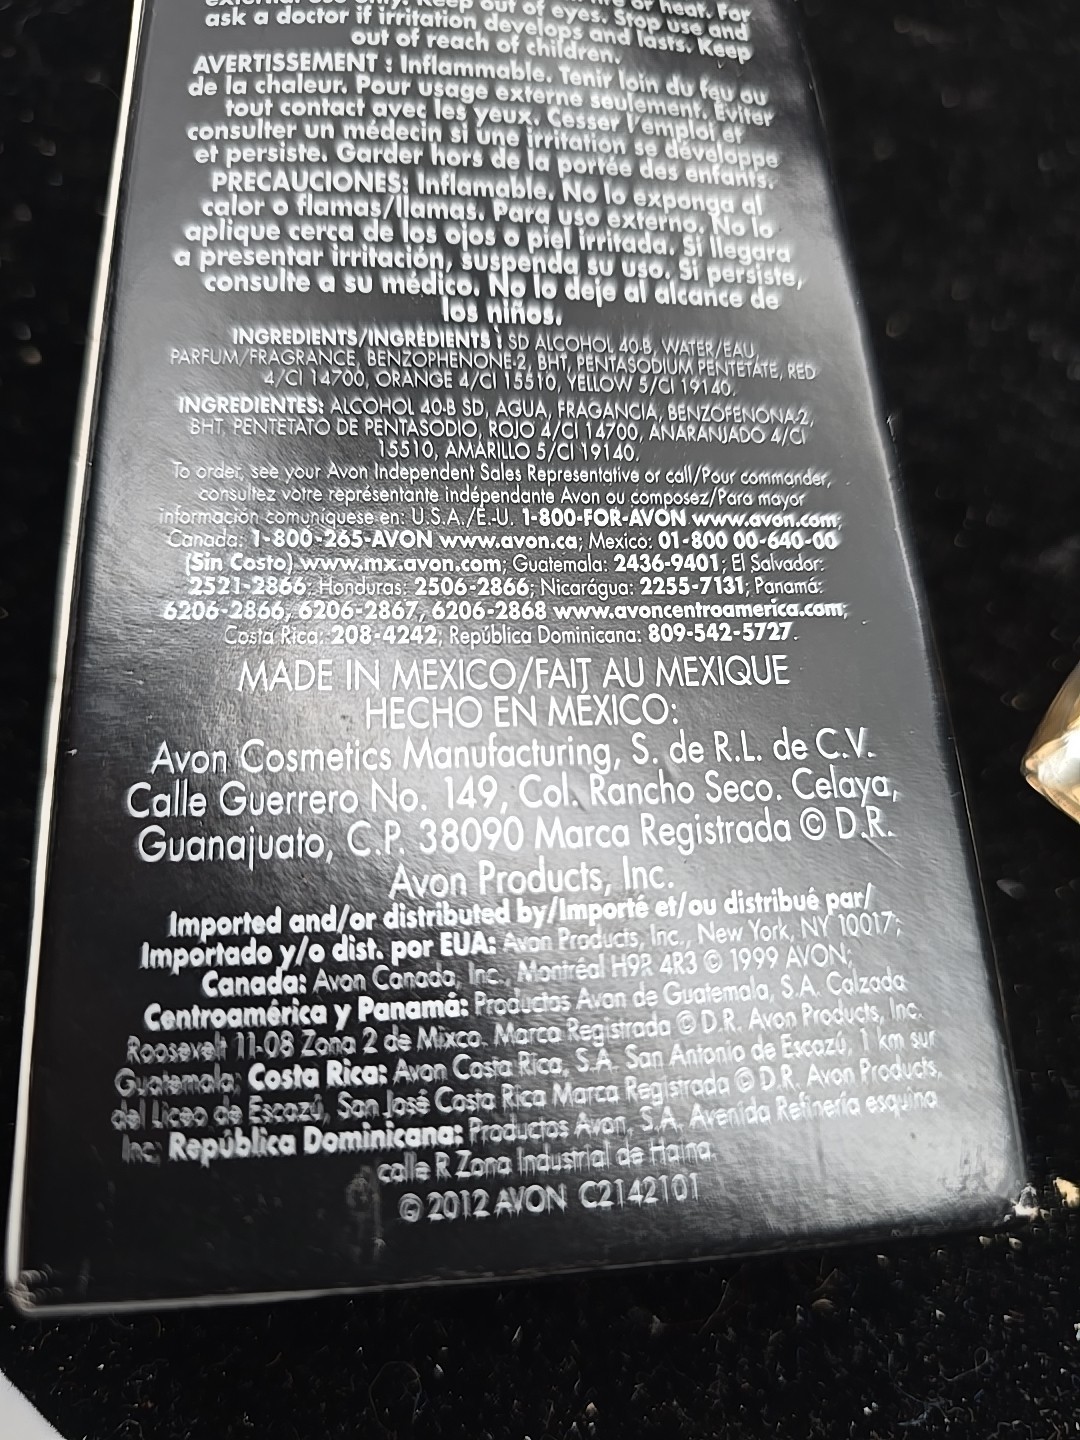 external use only. Keep out of eyes. Stop use and
ask a doctor if irritation develops and lasts. Keep
out of reach of children.
AVERTISSEMENT : Inflammable. Tenir loin du feu ou
de la chaleur. Pour usage externe seulement. Éviter
tout contact avec les yeux. Cesser l'emploi et
consulter un médecin si une irritation se développe
et persiste. Garder hors de la portée des enfants.
PRECAUCIONES: Inflamable. No lo exponga al
calor o flamas/llamas. Para uso externo. No lo
aplique cerca de los ojos o piel irritada. Si llegara
a presentar irritación, suspenda su uso. Si persiste,
consulte a su médico. No lo deje al alcance de
los niños.
INGREDIENTS/INGRÉDIENTS : SD ALCOHOL 40-B, WATER/EAU,
PARFUM/FRAGRANCE, BENZOPHENONE-2, BHT, PENTASODIUM PENTETATE, RED
4/CI 14700, ORANGE 4/CI 15510, YELLOW 5/CI 19140.
INGREDIENTES: ALCOHOL 40-B SD, AGUA, FRAGANCIA, BENZOFENONA-2,
BHT, PENTETATO DE PENTASODIO, ROJO 4/CI 14700, ANARANJADO 4/CI
15510, AMARILLO 5/CI 19140.
To order, see your Avon Independent Sales Representative or call/Pour commander,
consultez votre représentante indépendante Avon ou composez/Para mayor
información comuníquese en: U.S.A./É.-U. 1-800-FOR-AVON www.avon.com;
Canada: 1-800-265-AVON www.avon.ca; Mexico: 01-800 00-640-00
(Sin Costo) www.mx.avon.com; Guatemala: 2436-9401; El Salvador:
2521-2866; Honduras: 2506-2866; Nicarágua: 2255-7131; Panamá:
6206-2866, 6206-2867, 6206-2868 www.avoncentroamerica.com;
Costa Rica: 208-4242; República Dominicana: 809-542-5727.
MADE IN MEXICO/FAIT AU MEXIQUE
HECHO EN MÉXICO:
Avon Cosmetics Manufacturing, S. de R.L. de C.V.
Calle Guerrero No. 149, Col. Rancho Seco. Celaya,
Guanajuato, C.P. 38090 Marca Registrada © D.R.
Avon Products, Inc.
Imported and/or distributed by/Importé et/ou distribué par/
Importado y/o dist. por EUA: Avon Products, Inc., New York, NY 10017;
Canada: Avon Canada, Inc., Montréal H9R 4R3 © 1999 AVON;
Centroamérica y Panamá: Productos Avon de Guatemala, S.A. Calzada
Roosevelt 11-08 Zona 2 de Mixco. Marca Registrada © D.R. Avon Products, Inc.
Guatemala; Costa Rica: Avon Costa Rica, S.A. San Antonio de Escazú, 1 km sur
del Liceo de Escazú, San José Costa Rica Marca Registrada © D.R. Avon Products,
Inc; República Dominicana: Productos Avon, S.A. Avenida Refinería esquina
calle R Zona Industrial de Haina.
© 2012 AVON C2142101